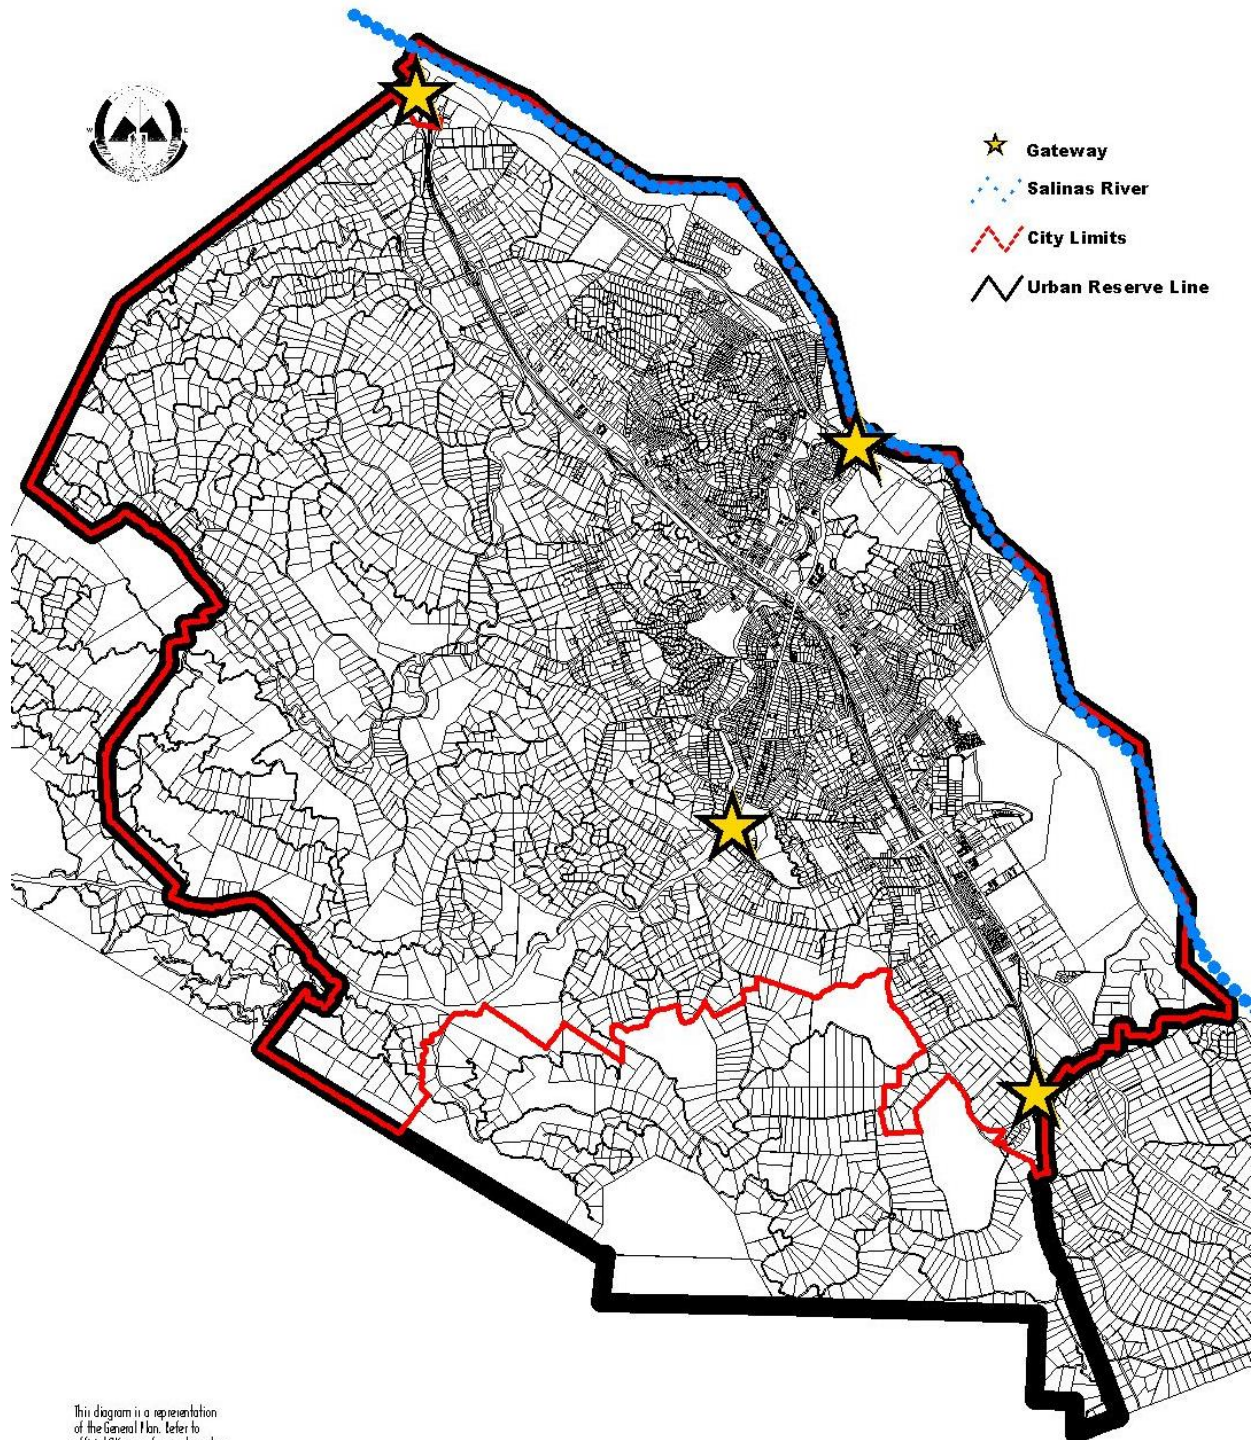 Gateway
Salinas River
City Limits
Urban Reserve Line
W E
This diagram is a representation
of the General Plan. Refer to